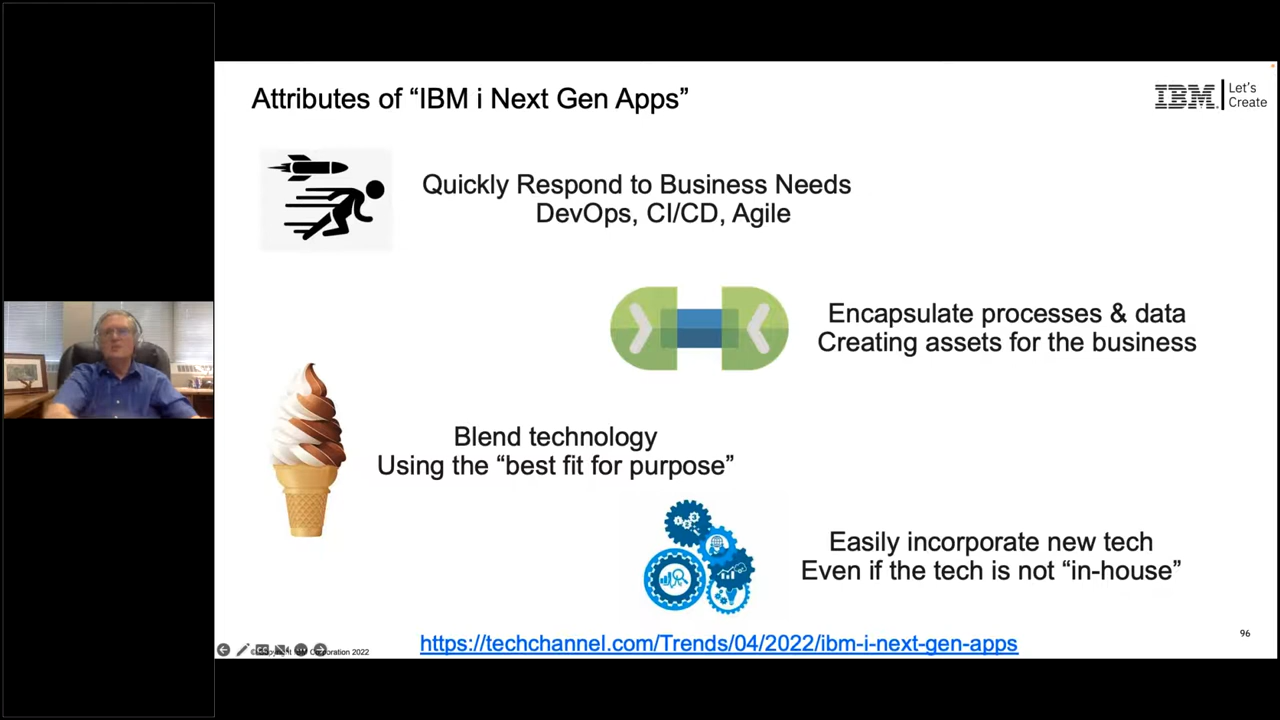 Attributes of “IBM i Next Gen Apps”
IBM
Let’s
Create
Quickly Respond to Business Needs
DevOps, CI/CD, Agile
Encapsulate processes & data
Creating assets for the business
Blend technology
Using the “best fit for purpose”
Easily incorporate new tech
Even if the tech is not “in-house”
https://techchannel.com/Trends/04/2022/ibm-i-next-gen-apps
96
2022